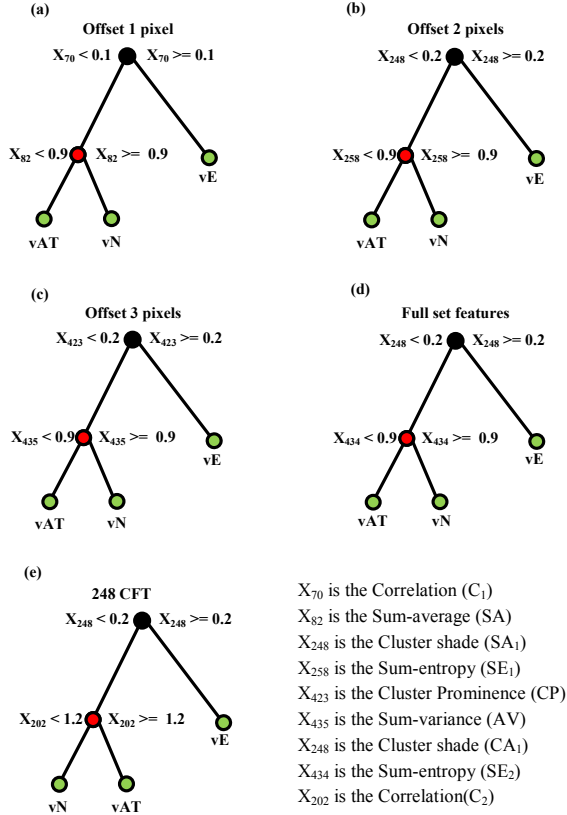 (a)
Offset 1 pixel
X₇₀ < 0.1 X₇₀ >= 0.1
X₈₂ < 0.9 X₈₂ >= 0.9
vE
vAT vN
(b)
Offset 2 pixels
X₂₄₈ < 0.2 X₂₄₈ >= 0.2
X₂₅₈ < 0.9 X₂₅₈ >= 0.9
vE
vAT vN
(c)
Offset 3 pixels
X₄₂₃ < 0.2 X₄₂₃ >= 0.2
X₄₃₅ < 0.9 X₄₃₅ >= 0.9
vE
vAT vN
(d)
Full set features
X₂₄₈ < 0.2 X₂₄₈ >= 0.2
X₄₃₄ < 0.9 X₄₃₄ >= 0.9
vE
vAT vN
(e)
248 CFT
X₂₄₈ < 0.2 X₂₄₈ >= 0.2
X₂₀₂ < 1.2 X₂₀₂ >= 1.2
vE
vN vAT
X₇₀ is the Correlation (C₁)
X₈₂ is the Sum-average (SA)
X₂₄₈ is the Cluster shade (SA₁)
X₂₅₈ is the Sum-entropy (SE₁)
X₄₂₃ is the Cluster Prominence (CP)
X₄₃₅ is the Sum-variance (AV)
X₂₄₈ is the Cluster shade (CA₁)
X₄₃₄ is the Sum-entropy (SE₂)
X₂₀₂ is the Correlation(C₂)